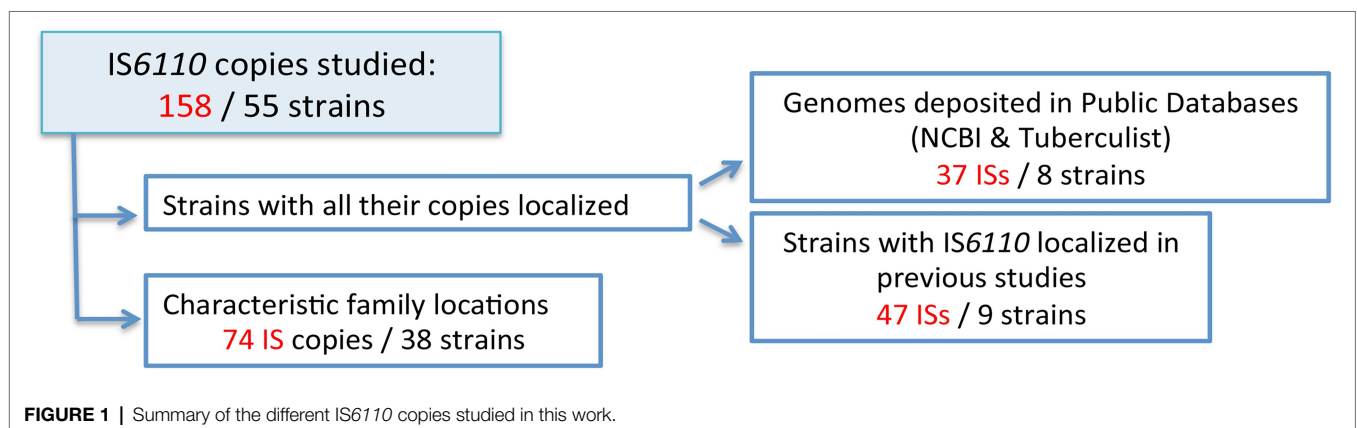 IS6110 copies studied:
158 / 55 strains
Strains with all their copies localized
Characteristic family locations
74 IS copies / 38 strains
Genomes deposited in Public Databases
(NCBI & Tuberculist)
37 ISs / 8 strains
Strains with IS6110 localized in
previous studies
47 ISs / 9 strains
FIGURE 1 | Summary of the different IS6110 copies studied in this work.